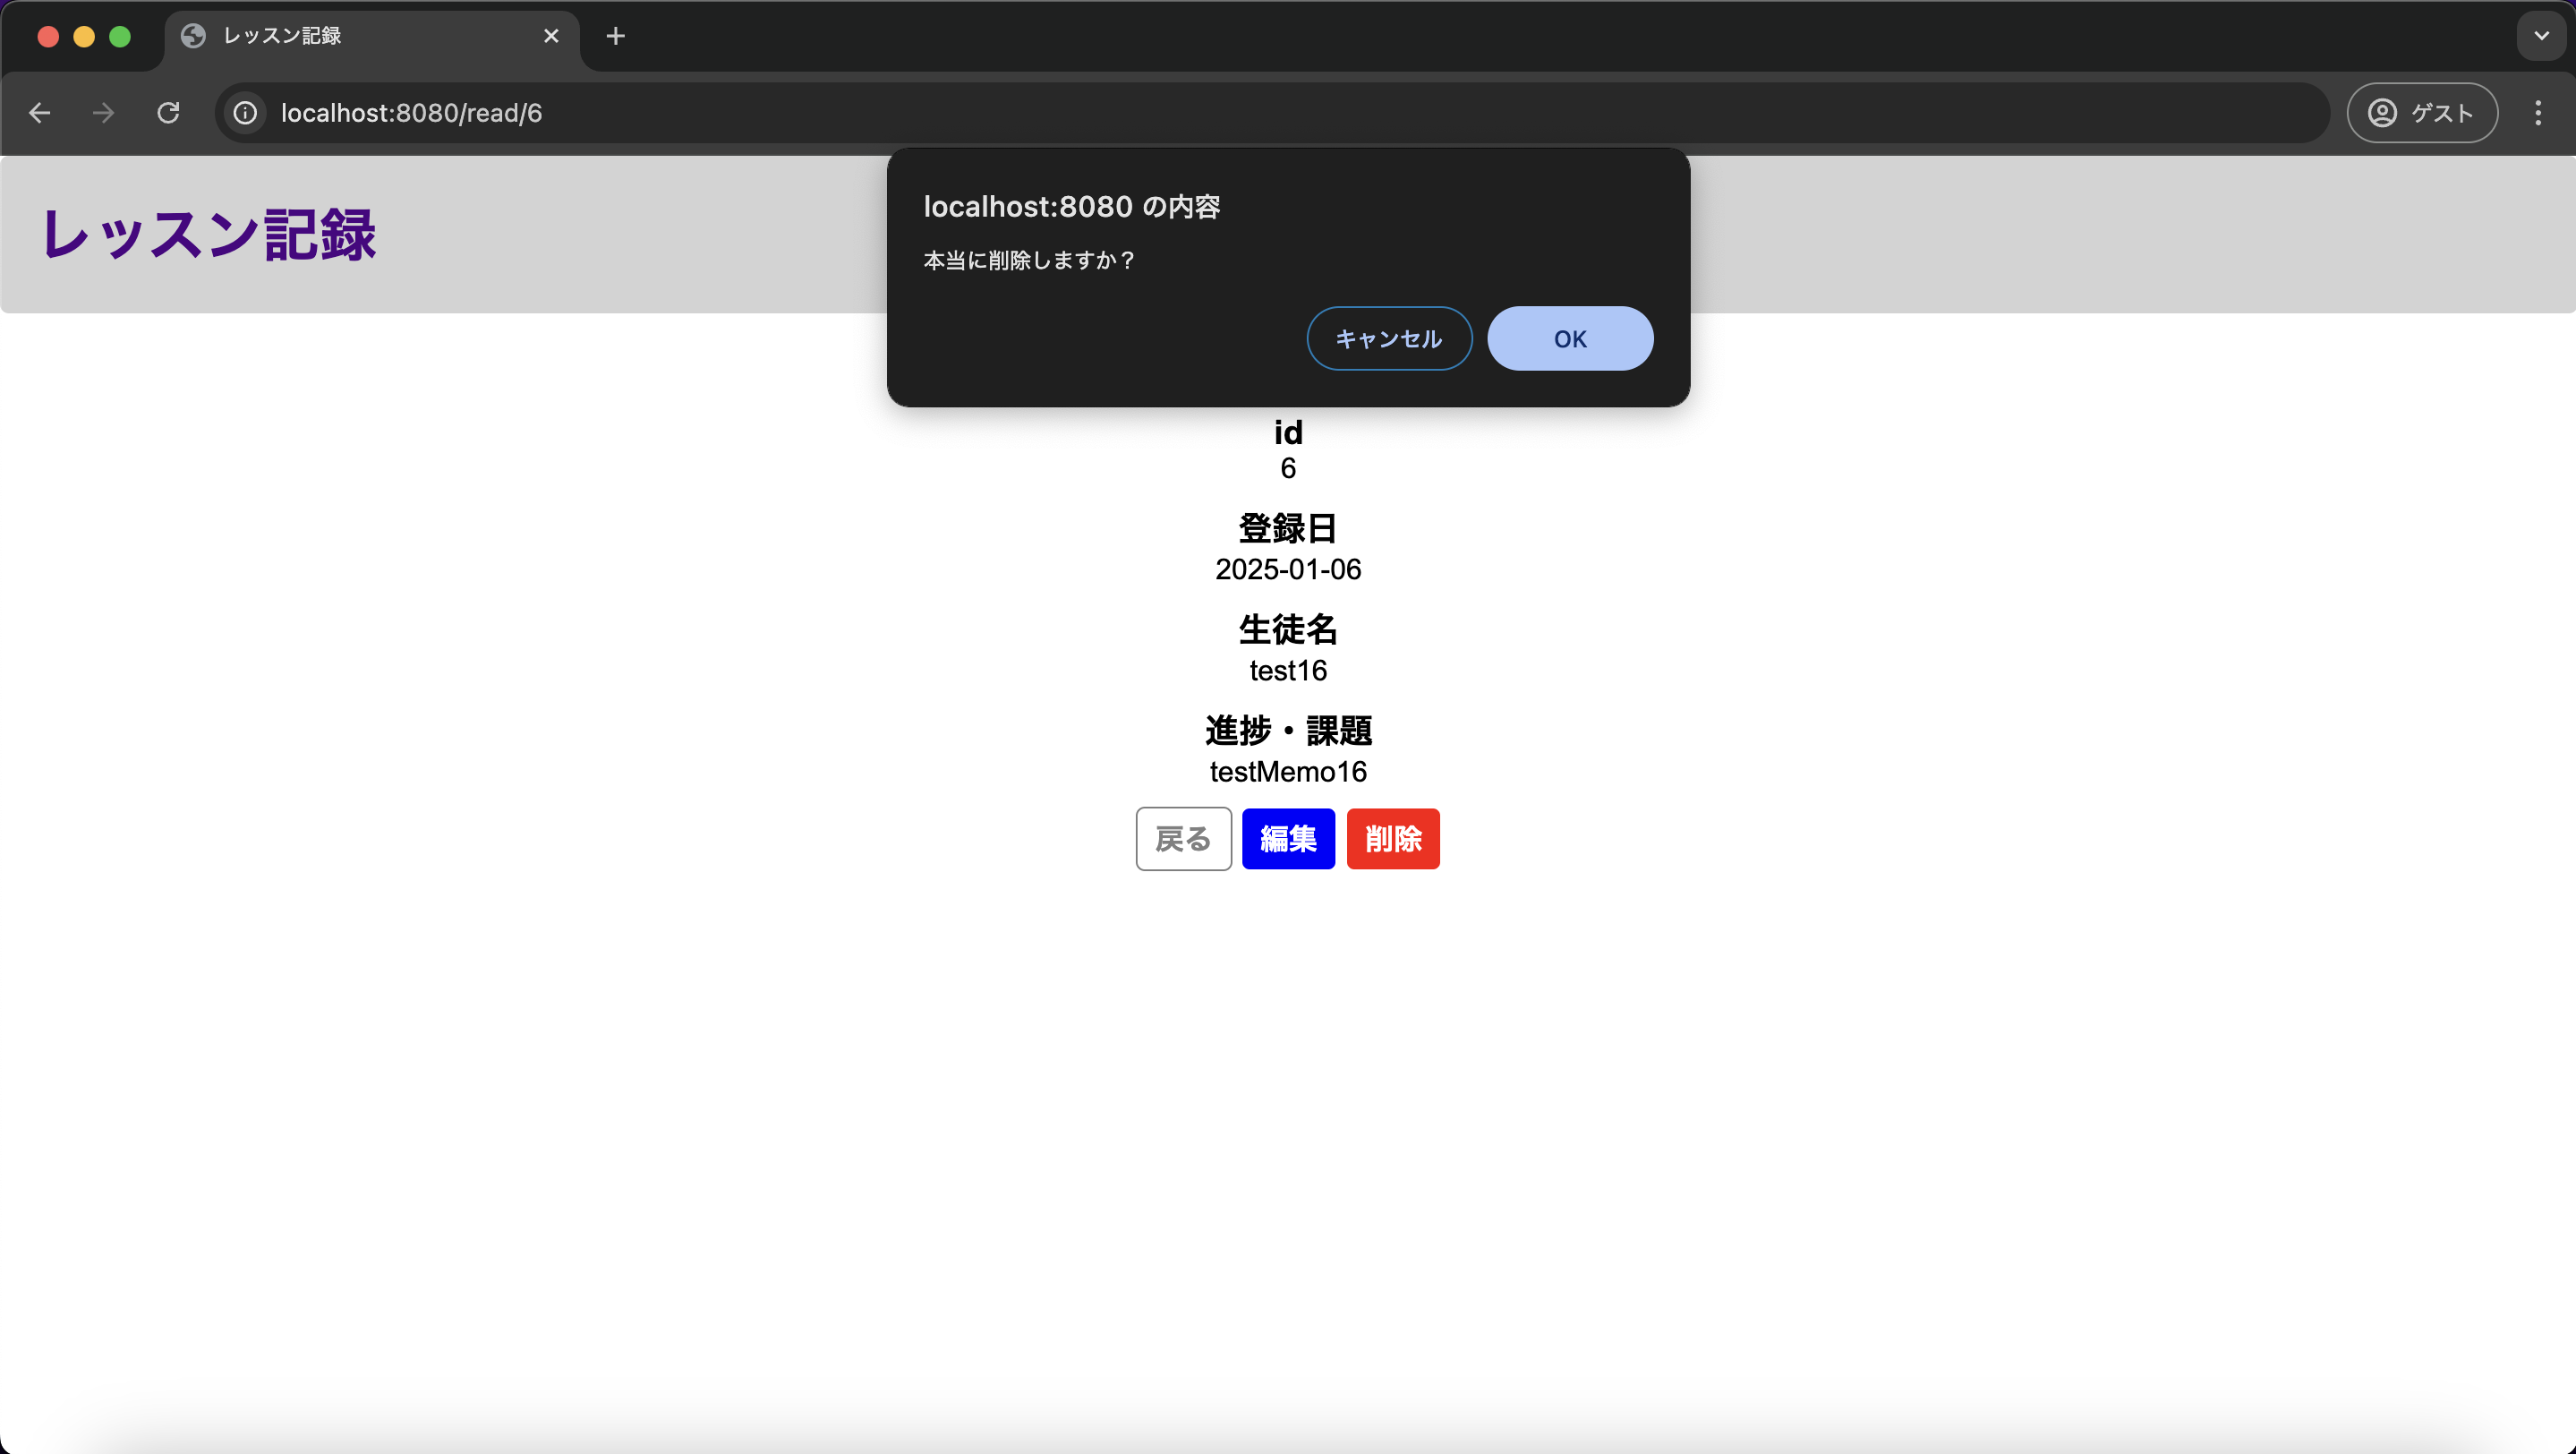 レッスン記録
localhost:8080/read/6
ゲスト
レッスン記録
localhost:8080 の内容
本当に削除しますか？
キャンセル
OK
id
6
登録日
2025-01-06
生徒名
test16
進捗・課題
testMemo16
戻る 編集 削除